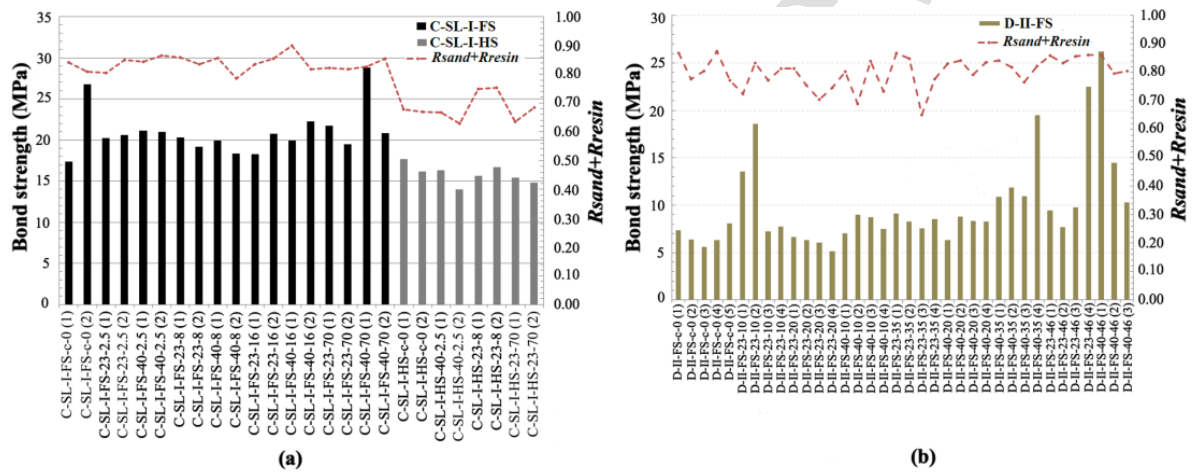 35
30
25
20
15
10
5
0
Bond strength (MPa)
C-SL-I-FS
C-SL-I-HS
Rsand+Rresin
1.00
0.90
0.80
0.70
0.60
0.50
0.40
0.30
0.20
0.10
0.00
Rsand+Rresin
C-SL-I-FS-c-0 (1)
C-SL-I-FS-c-0 (2)
C-SL-I-FS-23-2.5 (1)
C-SL-I-FS-23-2.5 (2)
C-SL-I-FS-40-2.5 (1)
C-SL-I-FS-40-2.5 (2)
C-SL-I-FS-23-8 (1)
C-SL-I-FS-23-8 (2)
C-SL-I-FS-40-8 (1)
C-SL-I-FS-40-8 (2)
C-SL-I-FS-23-16 (1)
C-SL-I-FS-23-16 (2)
C-SL-I-FS-40-16 (1)
C-SL-I-FS-40-16 (2)
C-SL-I-FS-23-70 (1)
C-SL-I-FS-23-70 (2)
C-SL-I-FS-40-70 (1)
C-SL-I-FS-40-70 (2)
C-SL-I-HS-c-0 (1)
C-SL-I-HS-c-0 (2)
C-SL-I-HS-40-2.5 (1)
C-SL-I-HS-40-2.5 (2)
C-SL-I-HS-23-8 (1)
C-SL-I-HS-23-8 (2)
C-SL-I-HS-23-70 (1)
C-SL-I-HS-23-70 (2)
(a)
30
25
20
15
10
5
0
Bond strength (MPa)
D-II-FS
Rsand+Rresin
1.00
0.90
0.80
0.70
0.60
0.50
0.40
0.30
0.20
0.10
0.00
Rsand+Rresin
D-II-FS-c-0 (1)
D-II-FS-c-0 (2)
D-II-FS-c-0 (3)
D-II-FS-c-0 (4)
D-II-FS-c-0 (5)
D-II-FS-23-10 (1)
D-II-FS-23-10 (2)
D-II-FS-23-10 (3)
D-II-FS-23-10 (4)
D-II-FS-23-20 (1)
D-II-FS-23-20 (2)
D-II-FS-23-20 (3)
D-II-FS-23-20 (4)
D-II-FS-40-10 (1)
D-II-FS-40-10 (2)
D-II-FS-40-10 (3)
D-II-FS-40-10 (4)
D-II-FS-23-35 (1)
D-II-FS-23-35 (2)
D-II-FS-23-35 (3)
D-II-FS-23-35 (4)
D-II-FS-40-20 (1)
D-II-FS-40-20 (2)
D-II-FS-40-20 (3)
D-II-FS-40-20 (4)
D-II-FS-40-35 (1)
D-II-FS-40-35 (2)
D-II-FS-40-35 (3)
D-II-FS-40-35 (4)
D-II-FS-23-46 (1)
D-II-FS-23-46 (2)
D-II-FS-23-46 (3)
D-II-FS-23-46 (4)
D-II-FS-40-46 (1)
D-II-FS-40-46 (2)
D-II-FS-40-46 (3)
(b)